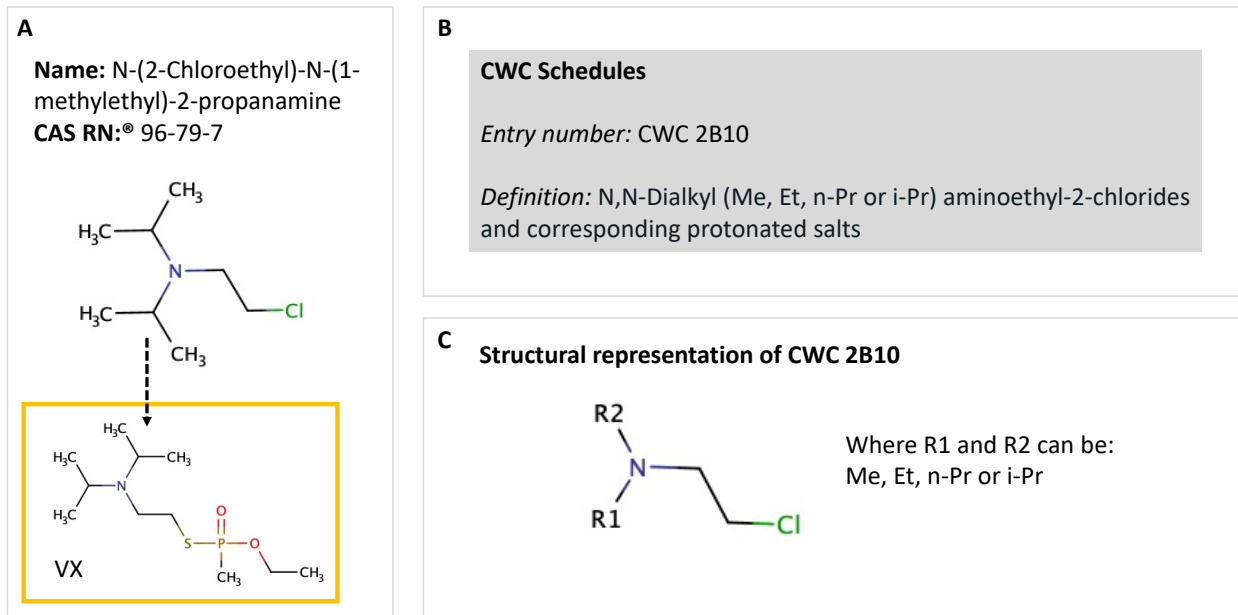 A
Name: N-(2-Chloroethyl)-N-(1-
methylethyl)-2-propanamine
CAS RN:® 96-79-7
CH₃
H₃C
N
Cl
H₃C
CH₃
H₃C
H₃C
CH₃
N
H₃C
O
S
P
O
CH₃
CH₃
VX
B
CWC Schedules
Entry number: CWC 2B10
Definition: N,N-Dialkyl (Me, Et, n-Pr or i-Pr) aminoethyl-2-chlorides
and corresponding protonated salts
C
Structural representation of CWC 2B10
R2
N
R1
Cl
Where R1 and R2 can be:
Me, Et, n-Pr or i-Pr